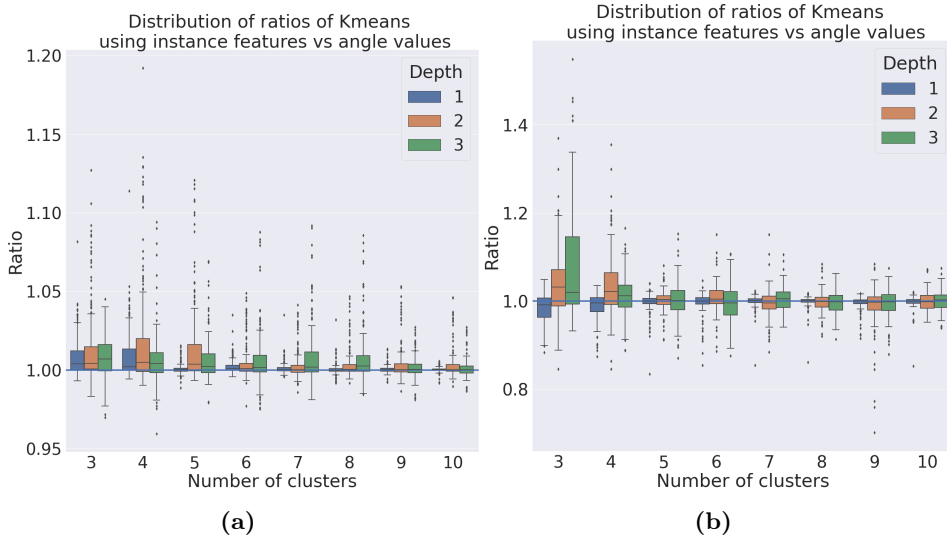 Distribution of ratios of Kmeans
using instance features vs angle values
Depth
1
2
3
1.20
1.15
1.10
1.05
1.00
0.95
Ratio
3 4 5 6 7 8 9 10
Number of clusters
(a)
Distribution of ratios of Kmeans
using instance features vs angle values
Depth
1
2
3
1.4
1.2
1.0
0.8
Ratio
3 4 5 6 7 8 9 10
Number of clusters
(b)